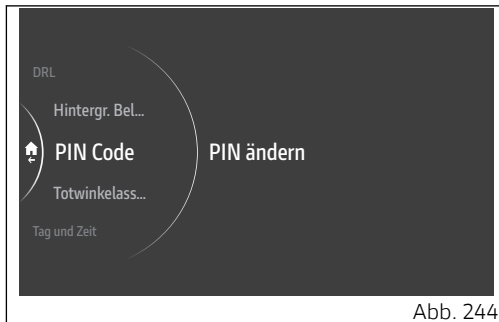 DRL
Hintergr. Bel...
PIN Code
PIN ändern
Totwinkelass...
Tag und Zeit
Abb. 244